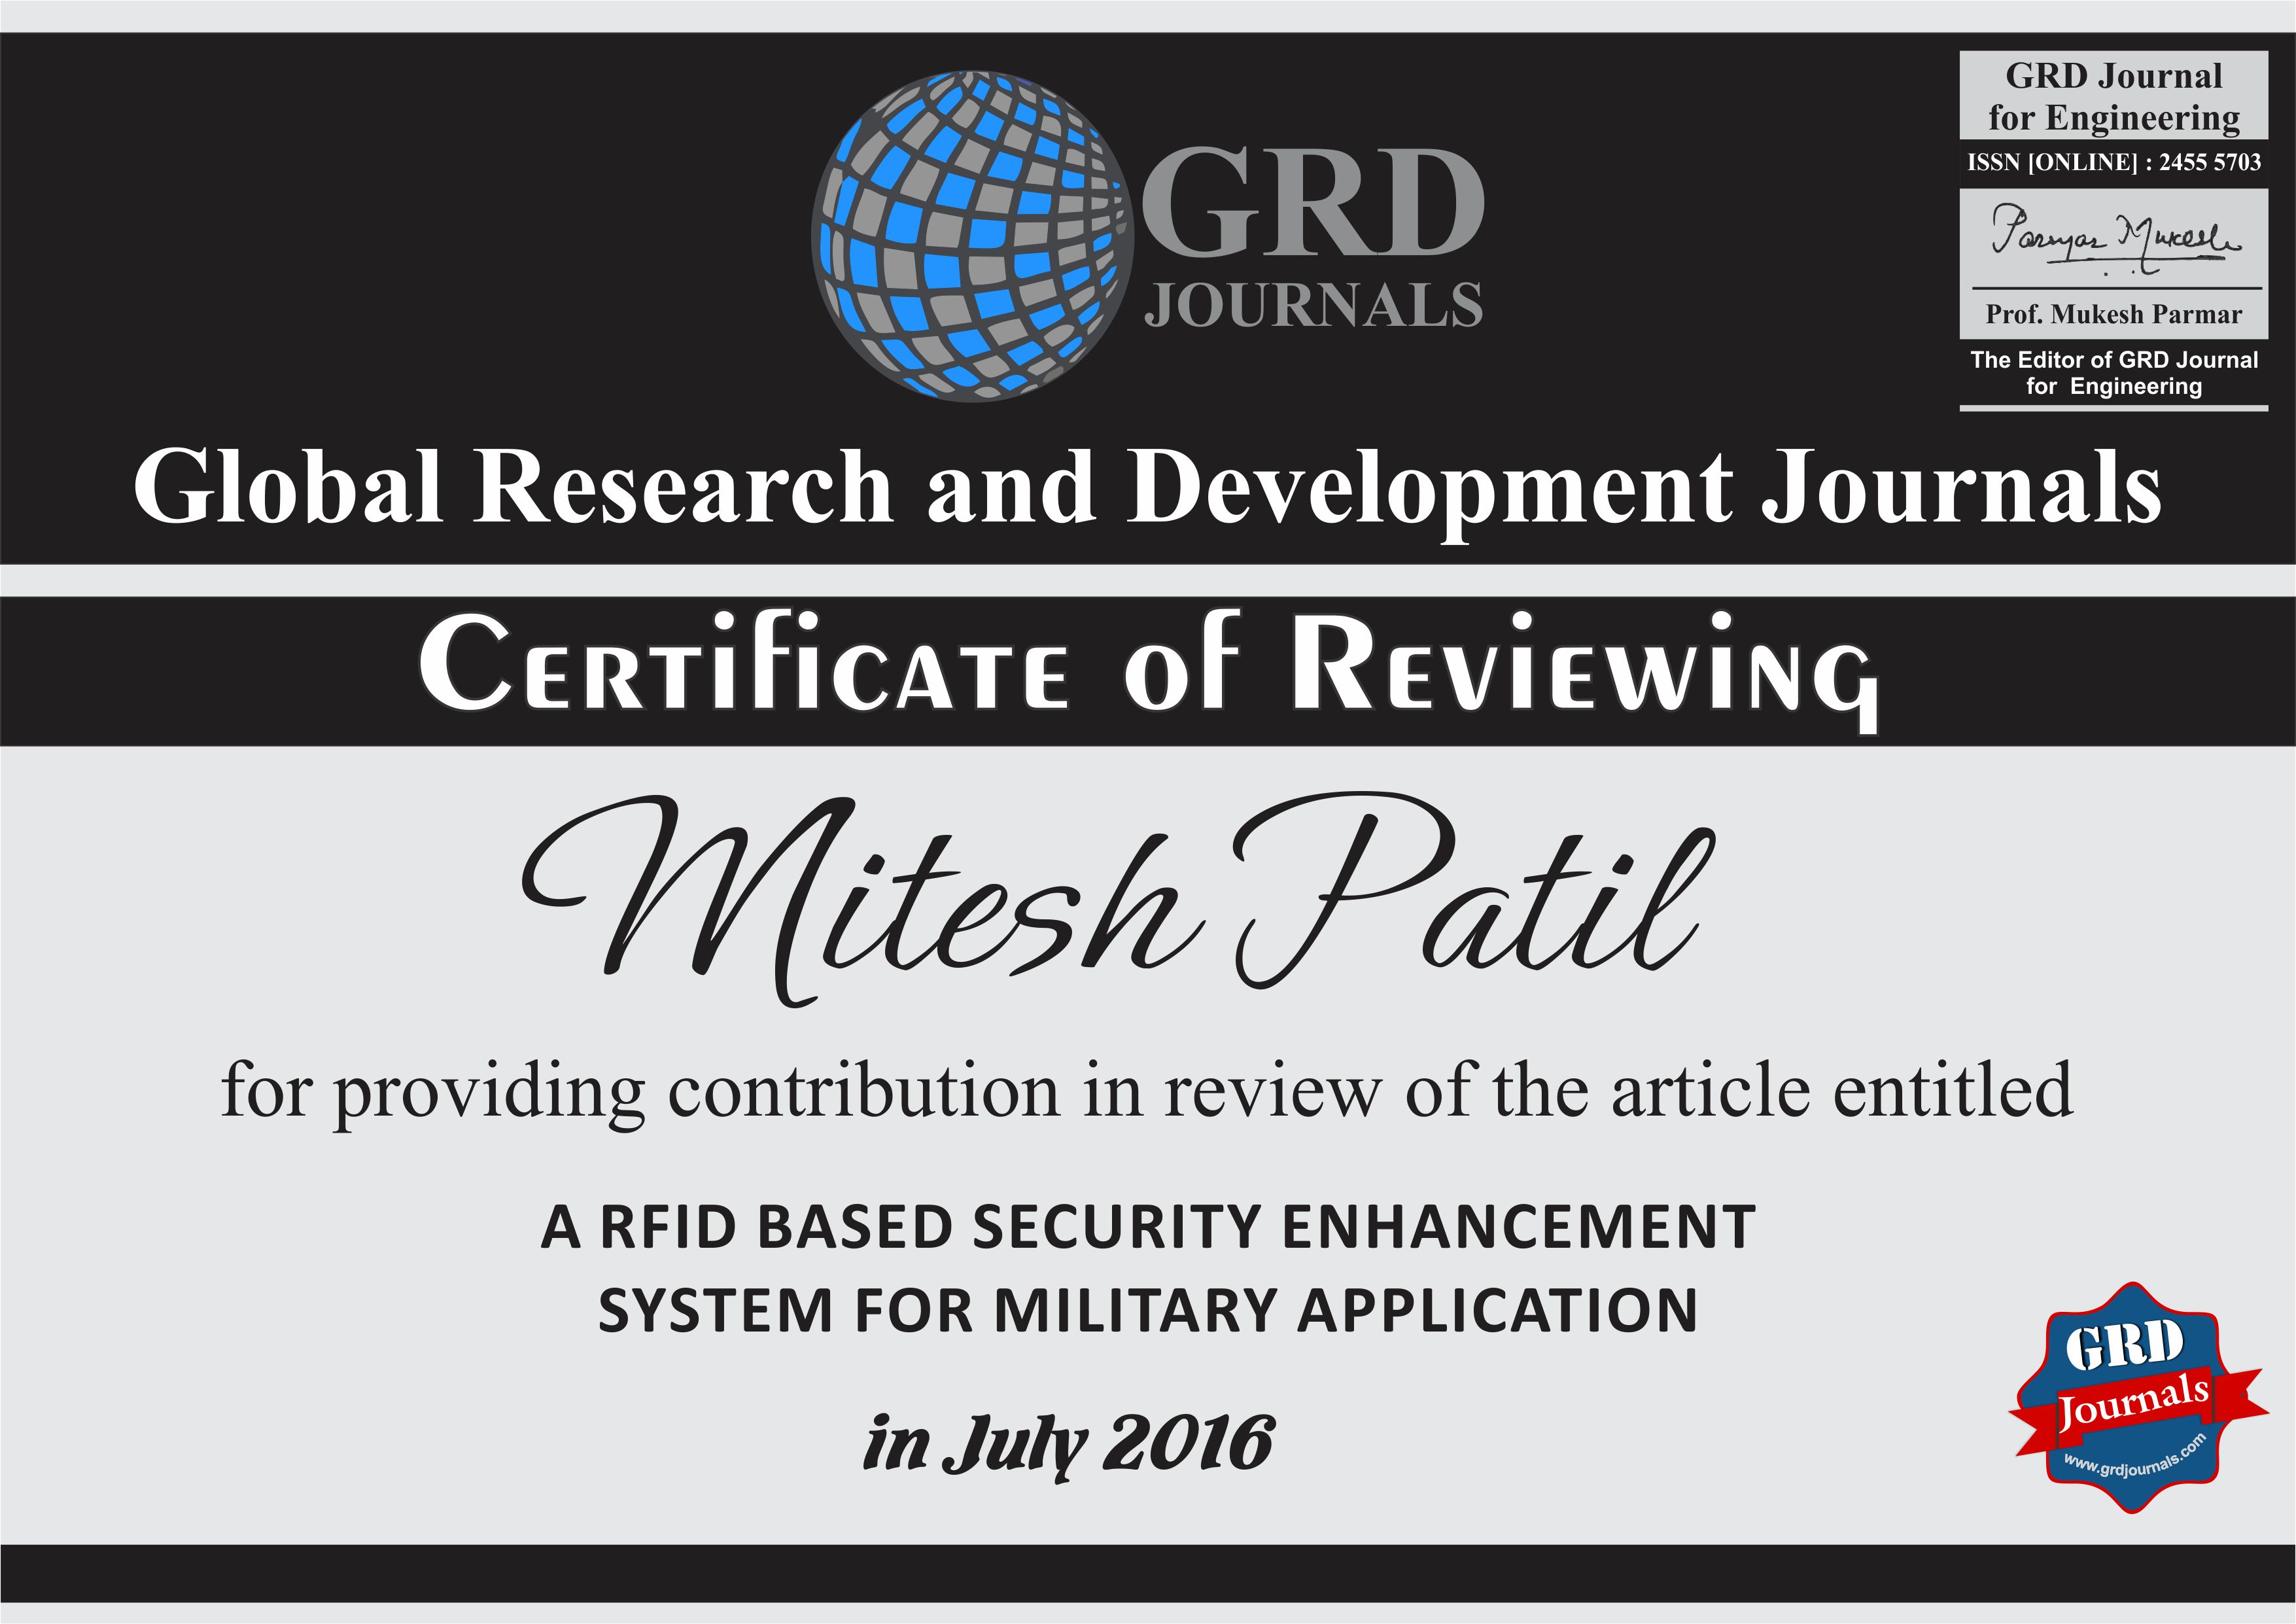 GRD
JOURNALS
GRD Journal
for Engineering
ISSN [ONLINE] : 2455 5703
Parmar Mukesh
Prof. Mukesh Parmar
The Editor of GRD Journal
for Engineering
Global Research and Development Journals
Certificate of Reviewing
Mitesh Patil
for providing contribution in review of the article entitled
A RFID BASED SECURITY ENHANCEMENT
SYSTEM FOR MILITARY APPLICATION
in July 2016
GRD
Journals
www.grdjournals.com